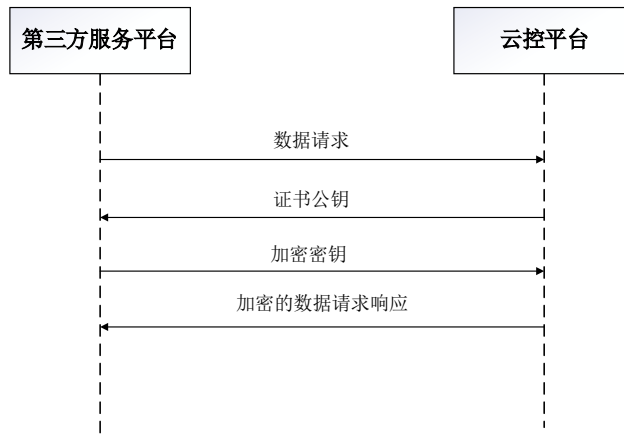 第三方服务平台
云控平台
数据请求
证书公钥
加密密钥
加密的数据请求响应